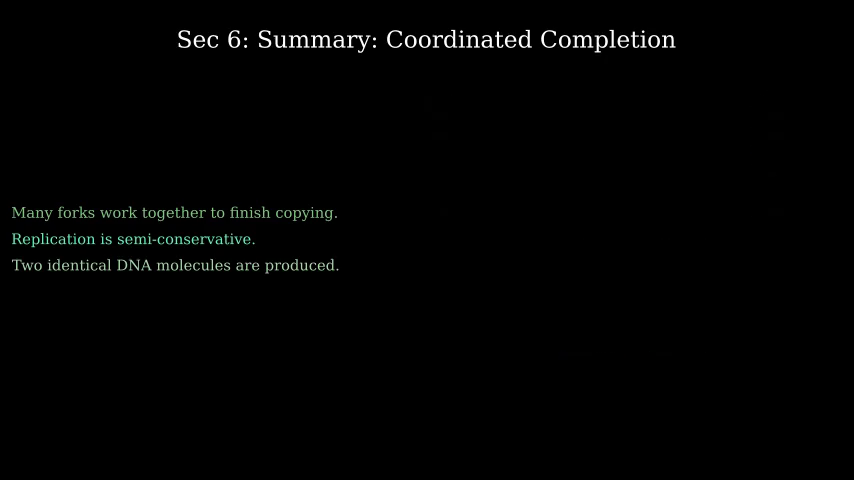 Sec 6: Summary: Coordinated Completion
Many forks work together to finish copying.
Replication is semi-conservative.
Two identical DNA molecules are produced.